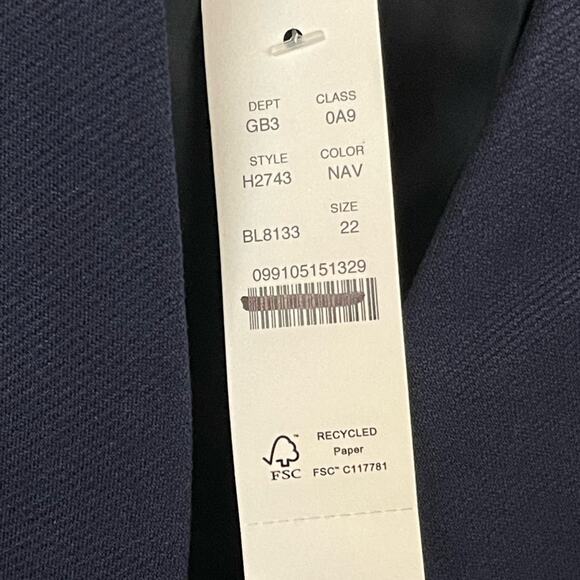 DEPT CLASS
GB3 0A9
STYLE COLOR
H2743 NAV
SIZE
BL8133 22
099105151329
RECYCLED
Paper
FSC™ C117781
FSC